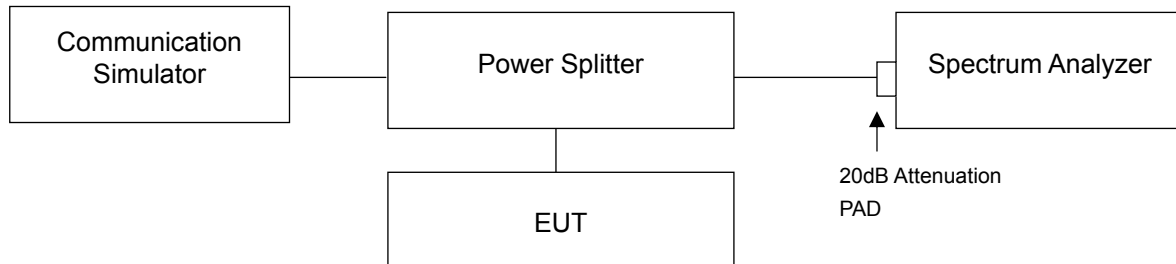 Communication
Simulator
Power Splitter
Spectrum Analyzer
20dB Attenuation
PAD
EUT